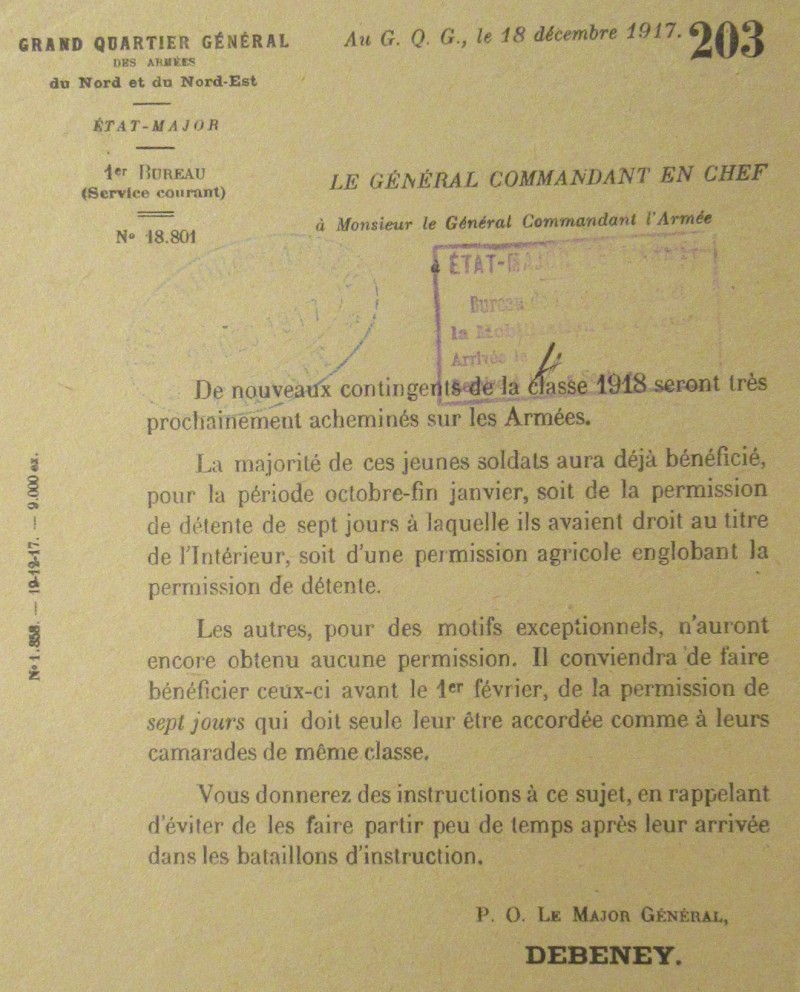 GRAND QUARTIER GÉNÉRAL
DES ARMÉES
du Nord et du Nord-Est
ÉTAT-MAJOR
1er BUREAU
(Service courant)
N° 18.801
Au G. Q. G., le 18 décembre 1917.
203
LE GÉNÉRAL COMMANDANT EN CHEF
à Monsieur le Général Commandant l'Armée
à
ÉTAT-
Bureau
la
Arrivée le
De nouveaux contingents de la classe 1918 seront très
prochainement acheminés sur les Armées.
La majorité de ces jeunes soldats aura déjà bénéficié,
pour la période octobre-fin janvier, soit de la permission
de détente de sept jours à laquelle ils avaient droit au titre
de l'Intérieur, soit d'une permission agricole englobant la
permission de détente.
Les autres, pour des motifs exceptionnels, n'auront
encore obtenu aucune permission. Il conviendra de faire
bénéficier ceux-ci avant le 1er février, de la permission de
sept jours qui doit seule leur être accordée comme à leurs
camarades de même classe.
Vous donnerez des instructions à ce sujet, en rappelant
d'éviter de les faire partir peu de temps après leur arrivée
dans les bataillons d'instruction.
P. O. LE MAJOR GÉNÉRAL,
DEBENEY.
N° 1.888. — 19-12-17. — 9.000 ex.